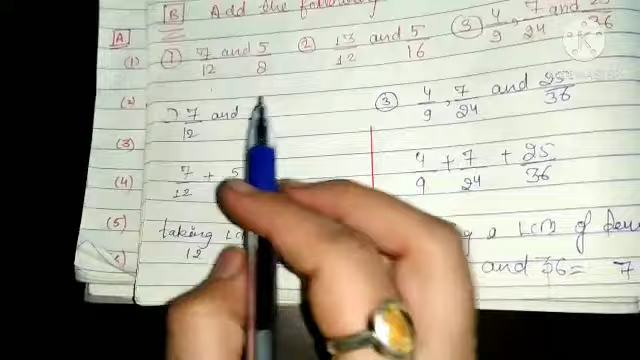 B Add the following
A
(1) ① 7/12 and 5/8 ② 13/12 and 5/16 ③ 4/9, 7/24 and 25/36
(2) 7/12 and ③ 4/9, 7/24 and 25/36
(3)
(4) 7/12 + 5 4/9 + 7/24 + 25/36
(5) taking LCM of
12 and 36 = 7
KINEMASTER